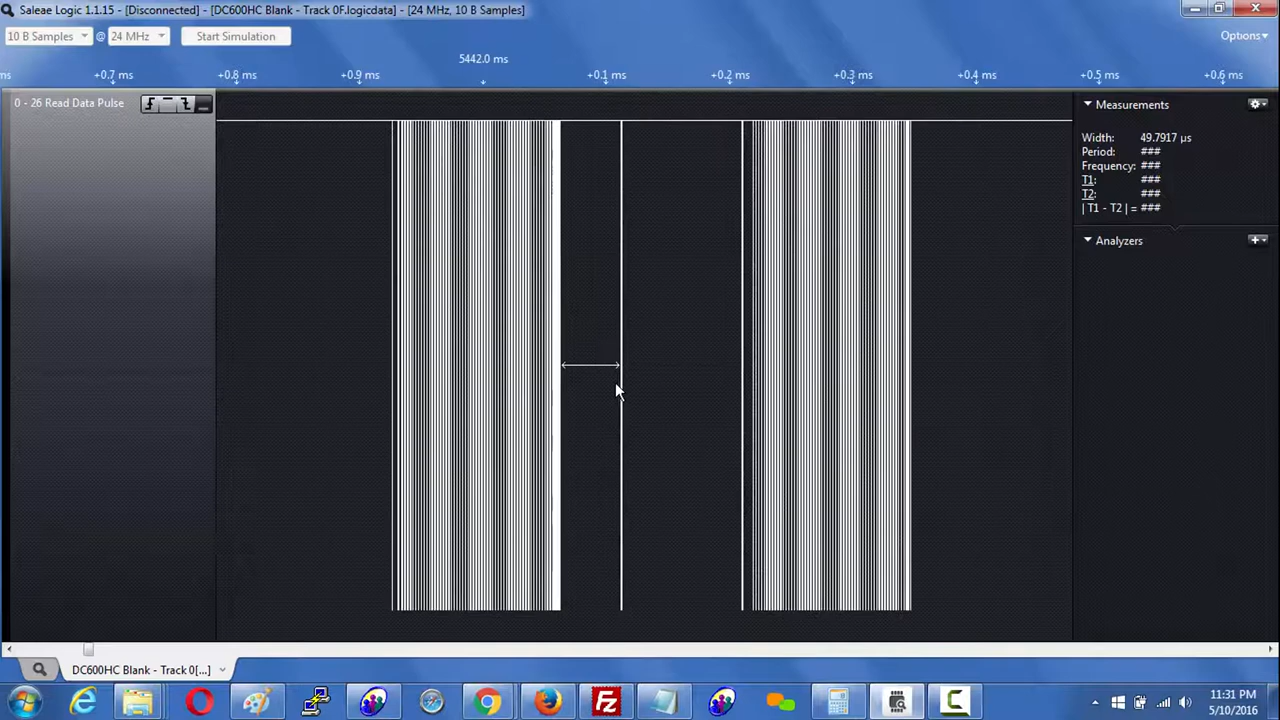 Saleae Logic 1.1.15 - [Disconnected] - [DC600HC Blank - Track 0F.logicdata] - [24 MHz, 10 B Samples]
10 B Samples @ 24 MHz Start Simulation Options
5442.0 ms
ms +0.7 ms +0.8 ms +0.9 ms +0.1 ms +0.2 ms +0.3 ms +0.4 ms +0.5 ms +0.6 ms
0 - 26 Read Data Pulse
Measurements
Width: 49.7917 µs
Period: ###
Frequency: ###
T1: ###
T2: ###
| T1 - T2 | = ###
Analyzers
DC600HC Blank - Track 0[...]
11:31 PM
5/10/2016